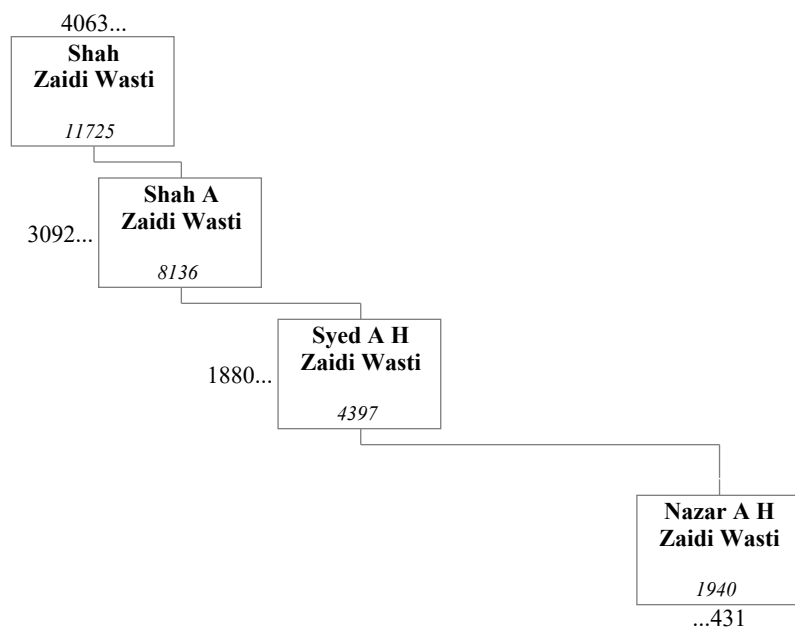 4063...
Shah
Zaidi Wasti
11725
Shah A
Zaidi Wasti
3092...
8136
Syed A H
Zaidi Wasti
1880...
4397
Nazar A H
Zaidi Wasti
1940
...431